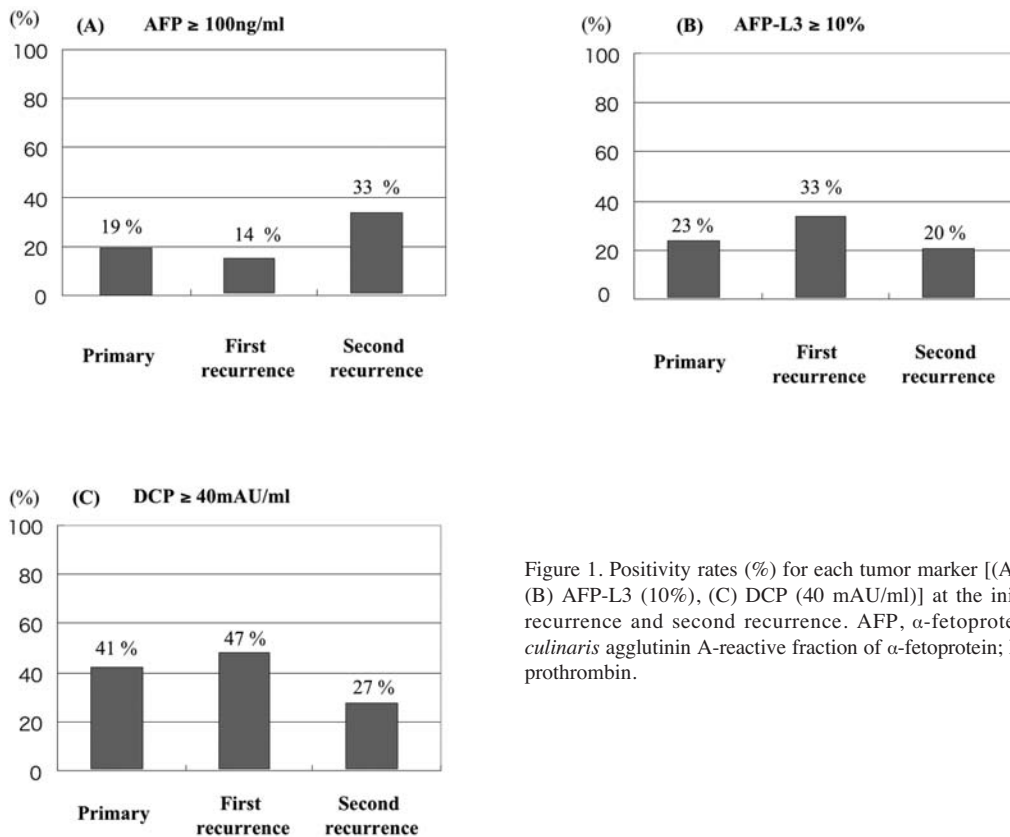 (%) (A) AFP ≥ 100ng/ml
100
80
60
40
20
0
19 %
14 %
33 %
Primary
First recurrence
Second recurrence
(%) (B) AFP-L3 ≥ 10%
100
80
60
40
20
0
23 %
33 %
20 %
Primary
First recurrence
Second recurrence
(%) (C) DCP ≥ 40mAU/ml
100
80
60
40
20
0
41 %
47 %
27 %
Primary
First recurrence
Second recurrence
Figure 1. Positivity rates (%) for each tumor marker [(A
(B) AFP-L3 (10%), (C) DCP (40 mAU/ml)] at the ini
recurrence and second recurrence. AFP, α-fetoprote
culinaris agglutinin A-reactive fraction of α-fetoprotein;
prothrombin.